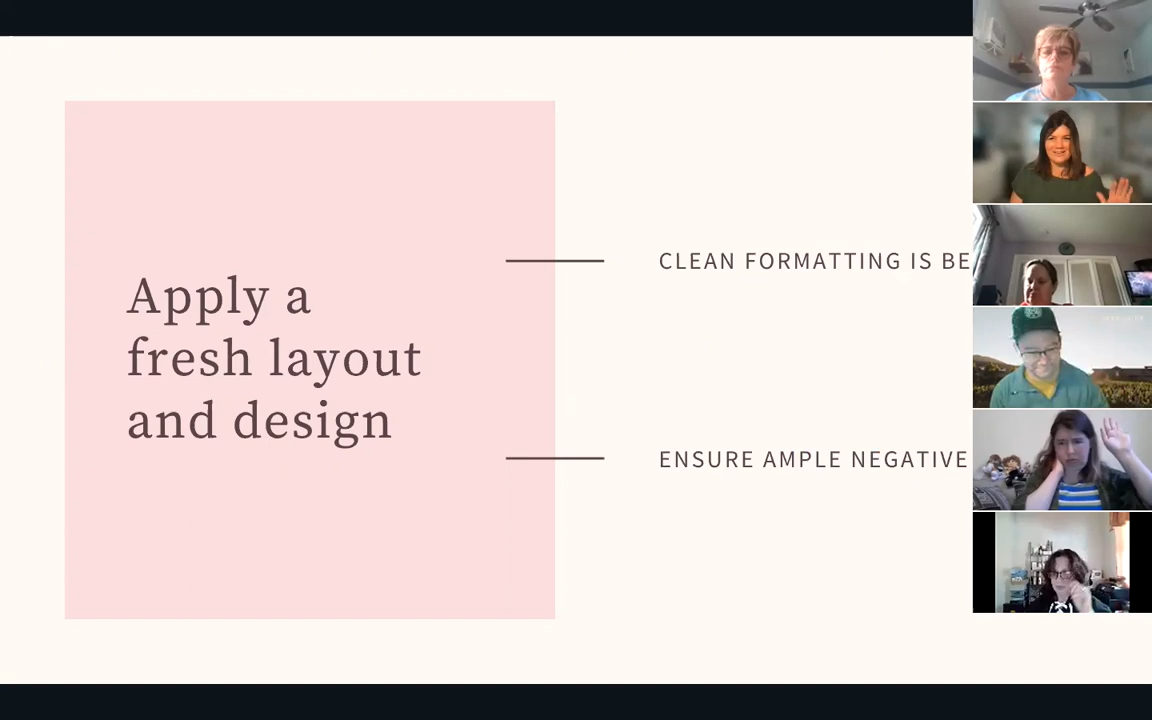 Apply a
fresh layout
and design
CLEAN FORMATTING IS BE
ENSURE AMPLE NEGATIVE